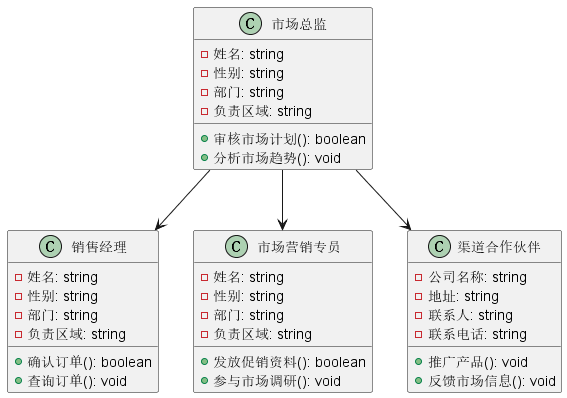 C 市场总监
姓名: string
性别: string
部门: string
负责区域: string
审核市场计划(): boolean
分析市场趋势(): void
C 销售经理
姓名: string
性别: string
部门: string
负责区域: string
确认订单(): boolean
查询订单(): void
C 市场营销专员
姓名: string
性别: string
部门: string
负责区域: string
发放促销资料(): boolean
参与市场调研(): void
C 渠道合作伙伴
公司名称: string
地址: string
联系人: string
联系电话: string
推广产品(): void
反馈市场信息(): void